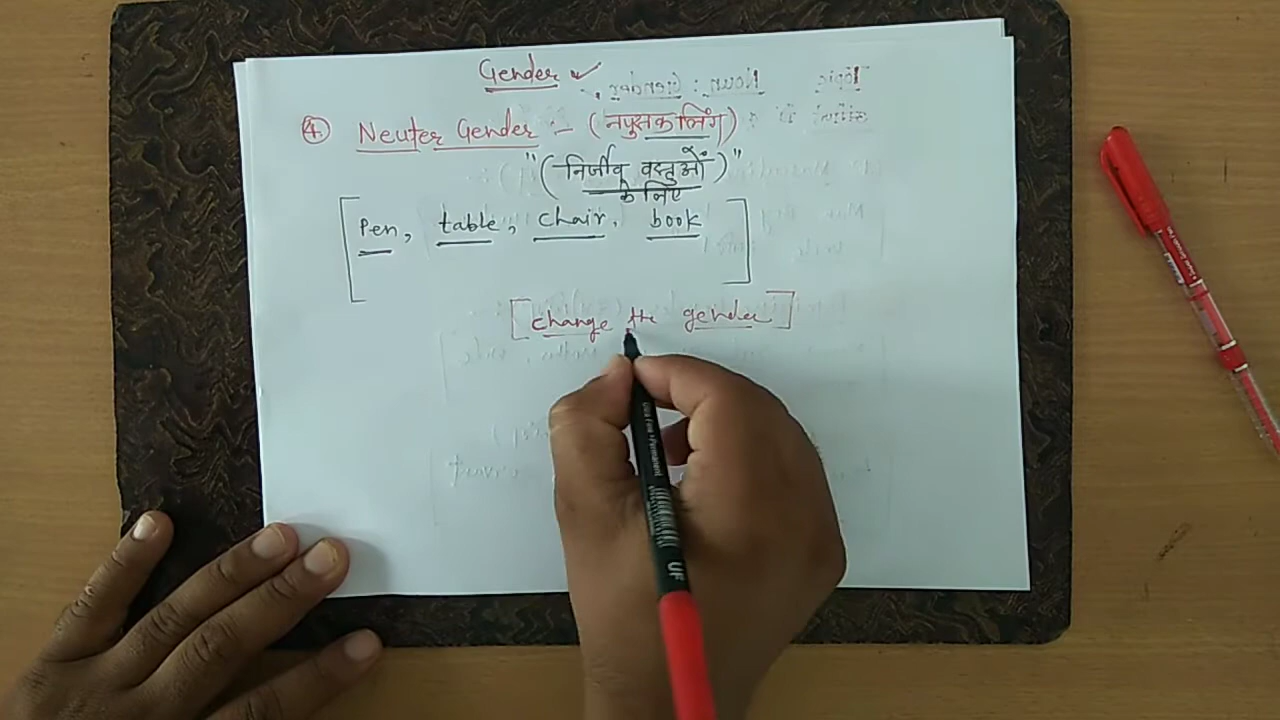 Gender ✓
④ Neuter Gender :- (नपुसकलिंग)
"(निर्जीव वस्तुओं)"
के लिए
[Pen, table, chair, book]
[change the gender]